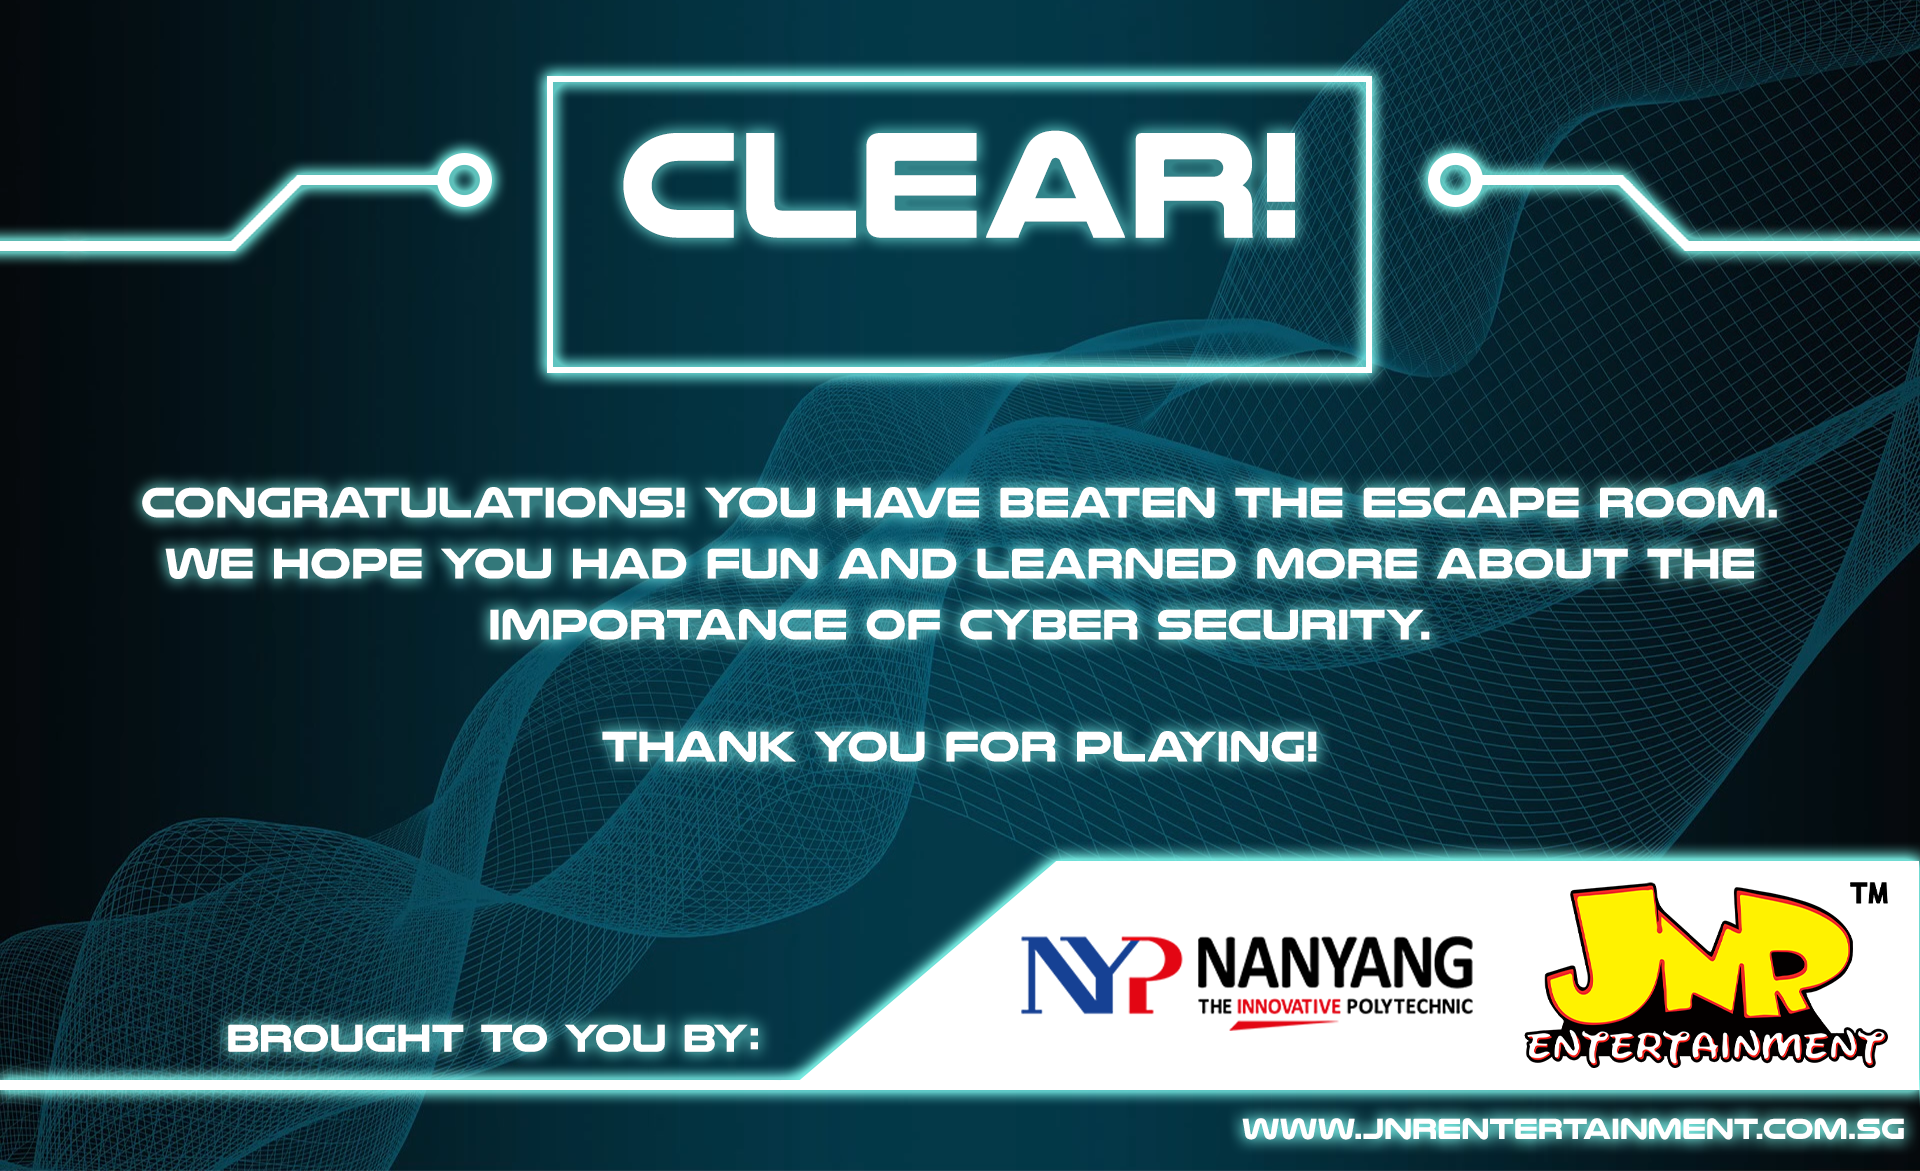 CLEAR!
CONGRATULATIONS! YOU HAVE BEATEN THE ESCAPE ROOM.
WE HOPE YOU HAD FUN AND LEARNED MORE ABOUT THE
IMPORTANCE OF CYBER SECURITY.
THANK YOU FOR PLAYING!
BROUGHT TO YOU BY:
NYP NANYANG
THE INNOVATIVE POLYTECHNIC
JNR TM
ENTERTAINMENT
WWW.JNRENTERTAINMENT.COM.SG